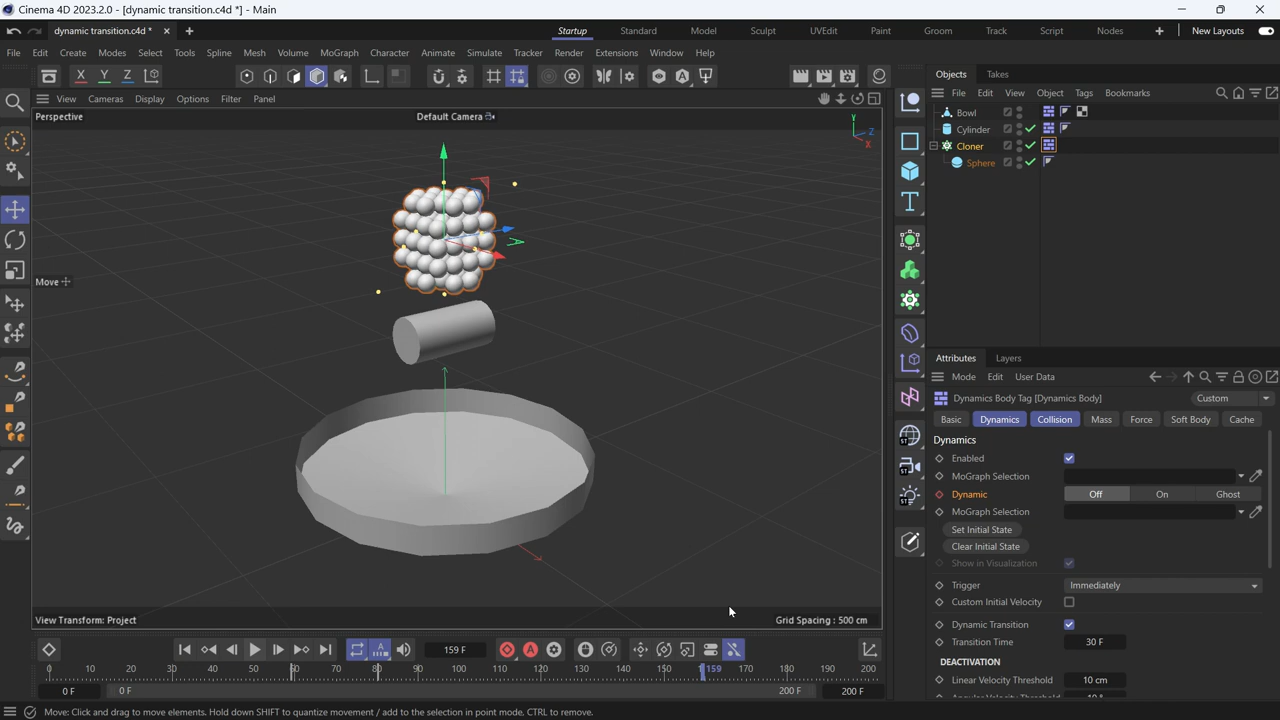 Cinema 4D 2023.2.0 - [dynamic transition.c4d *] - Main
dynamic transition.c4d * × +
Startup Standard Model Sculpt UVEdit Paint Groom Track Script Nodes + New Layouts
File Edit Create Modes Select Tools Spline Mesh Volume MoGraph Character Animate Simulate Tracker Render Extensions Window Help
X Y Z
View Cameras Display Options Filter Panel
Perspective
Default Camera
Y
Z
X
Move
View Transform: Project
Grid Spacing : 500 cm
159 F
0 10 20 30 40 50 60 70 80 90 100 110 120 130 140 150 159 170 180 190 200
0 F
0 F
200 F
200 F
Move: Click and drag to move elements. Hold down SHIFT to quantize movement / add to the selection in point mode, CTRL to remove.
T
ST
ST
ST
Objects Takes
File Edit View Object Tags Bookmarks
Bowl
Cylinder
Cloner
Sphere
Attributes Layers
Mode Edit User Data
Dynamics Body Tag [Dynamics Body]
Custom
Basic Dynamics Collision Mass Force Soft Body Cache
Dynamics
Enabled
MoGraph Selection
Dynamic Off On Ghost
MoGraph Selection
Set Initial State
Clear Initial State
Show in Visualization
Trigger Immediately
Custom Initial Velocity
Dynamic Transition
Transition Time 30 F
DEACTIVATION
Linear Velocity Threshold 10 cm
Angular Velocity Threshold 10 °